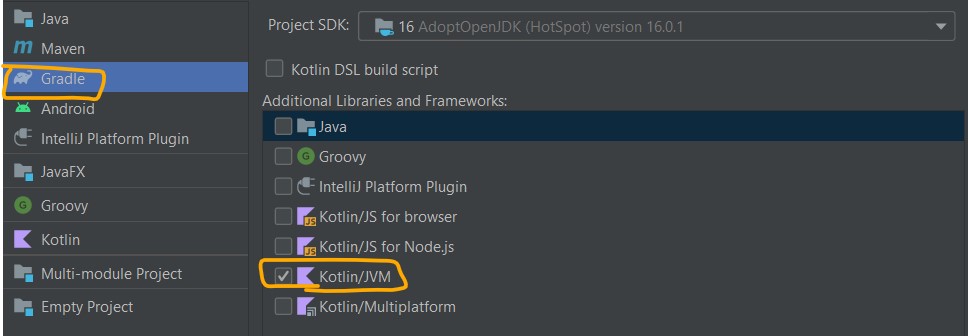 Java
Maven
Gradle
Android
IntelliJ Platform Plugin
JavaFX
Groovy
Kotlin
Multi-module Project
Empty Project
Project SDK: 16 AdoptOpenJDK (HotSpot) version 16.0.1
Kotlin DSL build script
Additional Libraries and Frameworks:
Java
Groovy
IntelliJ Platform Plugin
Kotlin/JS for browser
Kotlin/JS for Node.js
Kotlin/JVM
Kotlin/Multiplatform